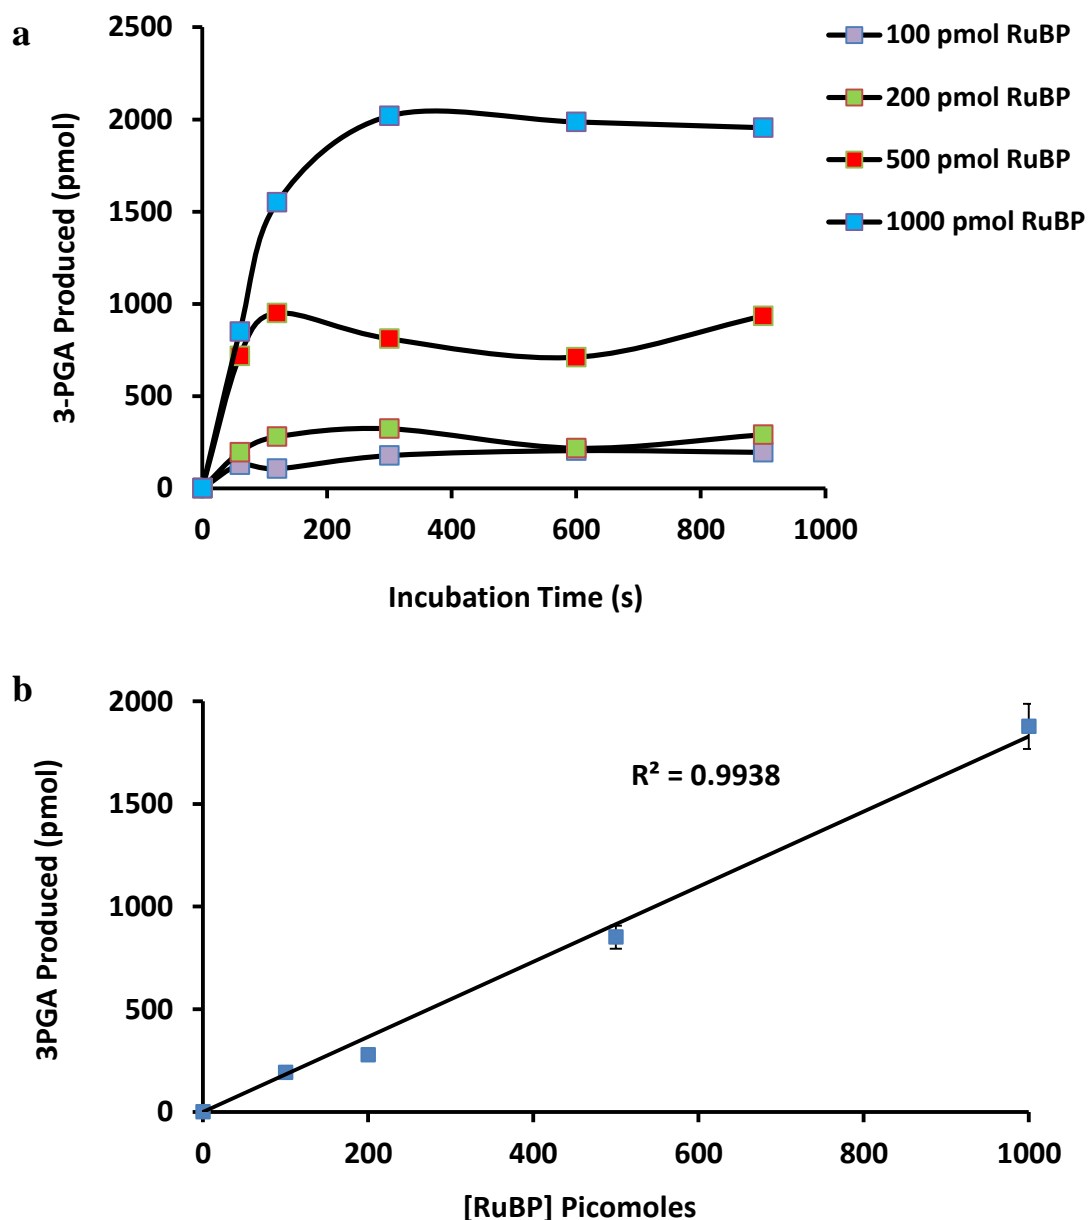 a
2500
2000
1500
1000
500
0
3-PGA Produced (pmol)
0 200 400 600 800 1000
Incubation Time (s)
100 pmol RuBP
200 pmol RuBP
500 pmol RuBP
1000 pmol RuBP
b
2000
1500
1000
500
0
3PGA Produced (pmol)
R² = 0.9938
0 200 400 600 800 1000
[RuBP] Picomoles